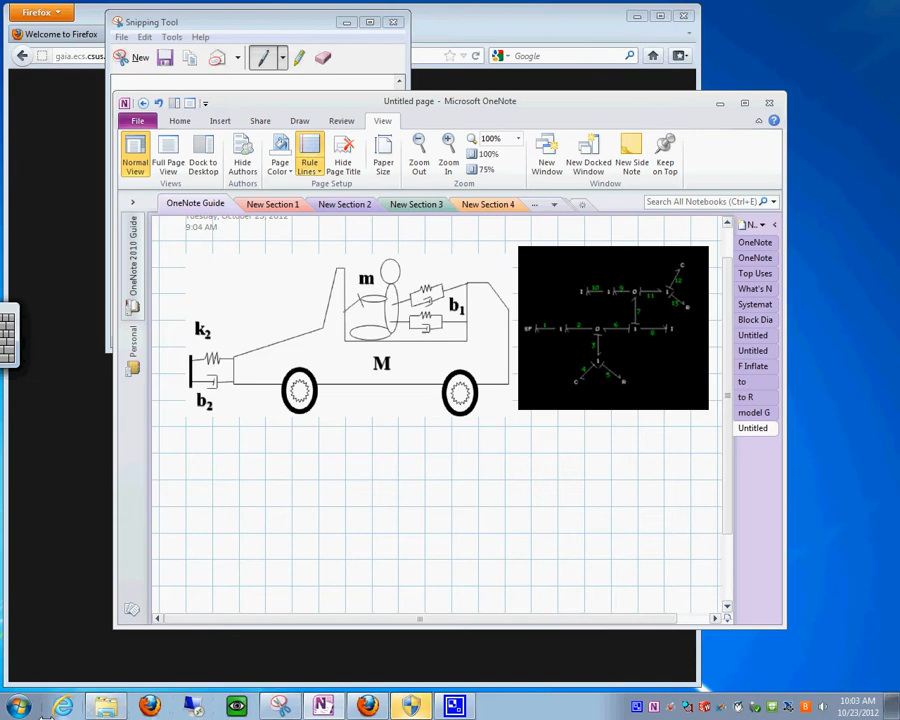 Firefox
Snipping Tool
Welcome to Firefox
File Edit Tools Help
gaia.ecs.csus.
New
Google
Untitled page - Microsoft OneNote
File Home Insert Share Draw Review View
Normal View
Full Page View
Dock to Desktop
Views
Hide Authors
Authors
Page Color
Rule Lines
Hide Page Title
Page Setup
Paper Size
Zoom Out
Zoom In
100%
100%
75%
Zoom
New Window
New Docked Window
New Side Note
Keep on Top
Window
OneNote Guide New Section 1 New Section 2 New Section 3 New Section 4 ...
Search All Notebooks (Ctrl+E)
OneNote 2010 Guide
Personal
9:04 AM
m
b1
k2
M
b2
N..
OneNote
OneNote
Top Uses
What's N
Systemat
Block Dia
Untitled
Untitled
F Inflate
to
to R
model G
Untitled
10:03 AM
10/23/2012